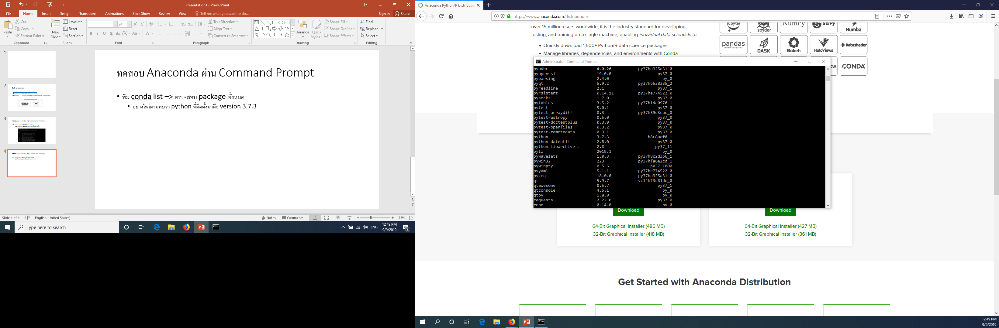 Presentation1 - PowerPoint
File Home Insert Design Transitions Animations Slide Show Review View Tell me what you want to do... Sign in Share
Paste Cut Copy Format Painter
Clipboard
New Slide Layout Reset Section
Slides
24
B I U S abc AV Aa A
Font
Text Direction
Align Text
Convert to SmartArt
Paragraph
Arrange Quick Styles
Shape Fill
Shape Outline
Shape Effects
Drawing
Find
Replace
Select
Editing
1
2
3
4
ทดสอบ Anaconda ผ่าน Command Prompt
• พิม conda list –> ตรวจสอบ package ทั้งหมด
• อย่างไรก็ตามพบว่า python ที่ติดตั้งมาคือ version 3.7.3
Slide 4 of 4 English (United States) Notes Comments 73%
Type here to search
ENG
12:49 PM
9/9/2019
2
Anaconda Python/R Distributio
https://www.anaconda.com/distribution/
over 15 million users worldwide, it is the industry standard for developing,
testing, and training on a single machine, enabling individual data scientists to:
• Quickly download 1,500+ Python/R data science packages
• Manage libraries, dependencies, and environments with Conda
jupyter spyder NumPy SciPy Numba
pandas DASK Bokeh HoloViews Datashader
CONDA
Administrator: Command Prompt
pyodbc 4.0.26 py37ha925a31_0
pyopenssl 19.0.0 py37_0
pyparsing 2.4.0 py_0
pyqt 5.9.2 py37h6538335_2
pyreadline 2.1 py37_1
pyrsistent 0.14.11 py37he774522_0
pysocks 1.7.0 py37_0
pytables 3.5.2 py37h1da0976_1
pytest 5.0.1 py37_0
pytest-arraydiff 0.3 py37h39e3cac_0
pytest-astropy 0.5.0 py37_0
pytest-doctestplus 0.3.0 py37_0
pytest-openfiles 0.3.2 py37_0
pytest-remotedata 0.3.1 py37_0
python 3.7.3 h8c8aaf0_1
python-dateutil 2.8.0 py37_0
python-libarchive-c 2.8 py37_11
pytz 2019.1 py_0
pywavelets 1.0.3 py37h8c2d366_1
pywin32 223 py37hfa6e2cd_1
pywinpty 0.5.5 py37_1000
pyyaml 5.1.1 py37he774522_0
pyzmq 18.0.0 py37ha925a31_0
qt 5.9.7 vc14h73c81de_0
qtawesome 0.5.7 py37_1
qtconsole 4.5.1 py_0
qtpy 1.8.0 py_0
requests 2.22.0 py37_0
rope 0.14.0 py_0
Download Download
64-Bit Graphical Installer (486 MB) 64-Bit Graphical Installer (427 MB)
32-Bit Graphical Installer (418 MB) 32-Bit Graphical Installer (361 MB)
Get Started with Anaconda Distribution
12:49 PM
9/9/2019